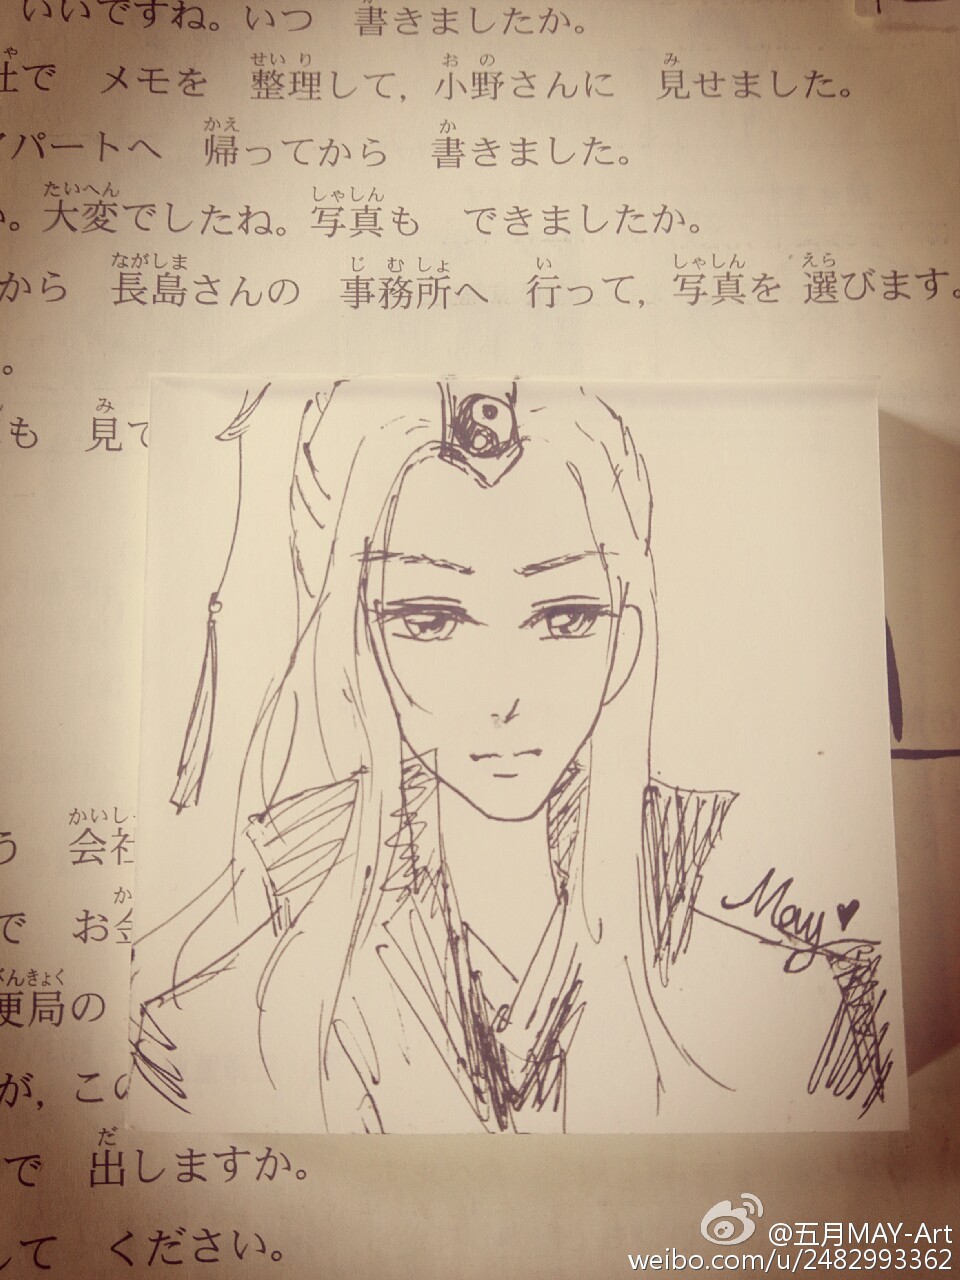 いいですね。いつ 書きましたか。
社で メモを 整理して, 小野さんに 見せました。
パートへ 帰ってから 書きました。
。大変でしたね。写真も できましたか。
から 長島さんの 事務所へ 行って, 写真を 選びます。
。
も 見て
う 会社
で お金
便局の
が, この
で 出しますか。
して ください。
May♥
@五月MAY-Art
weibo.com/u/2482993362